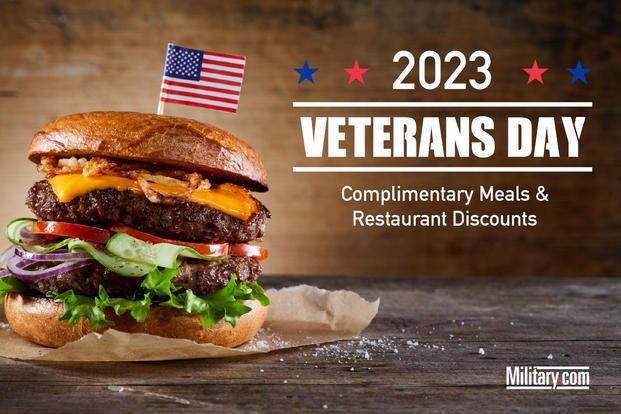 2023
VETERANS DAY
Complimentary Meals &
Restaurant Discounts
Military.com